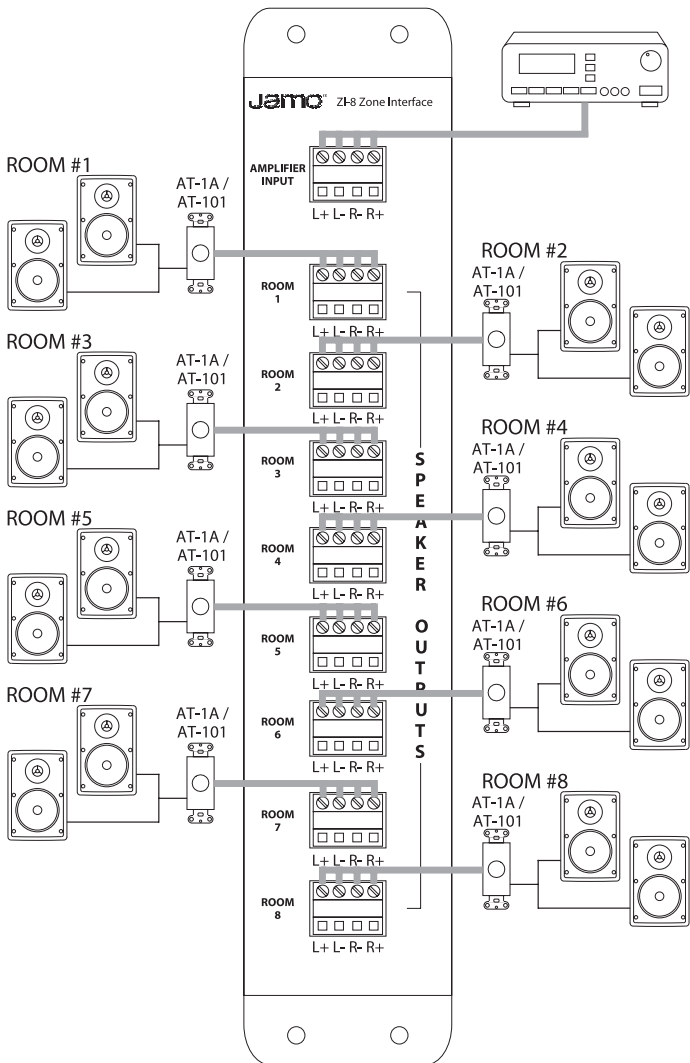 Jamo® ZI-8 Zone Interface
AMPLIFIER
INPUT
L+ L- R- R+
ROOM #1
AT-1A /
AT-101
ROOM
1
L+ L- R- R+
ROOM #2
AT-1A /
AT-101
ROOM
2
L+ L- R- R+
ROOM #3
AT-1A /
AT-101
ROOM
3
L+ L- R- R+
ROOM #4
AT-1A /
AT-101
ROOM
4
L+ L- R- R+
ROOM #5
AT-1A /
AT-101
ROOM
5
L+ L- R- R+
ROOM #6
AT-1A /
AT-101
ROOM
6
L+ L- R- R+
ROOM #7
AT-1A /
AT-101
ROOM
7
L+ L- R- R+
ROOM #8
AT-1A /
AT-101
ROOM
8
L+ L- R- R+
SPEAKER OUTPUTS